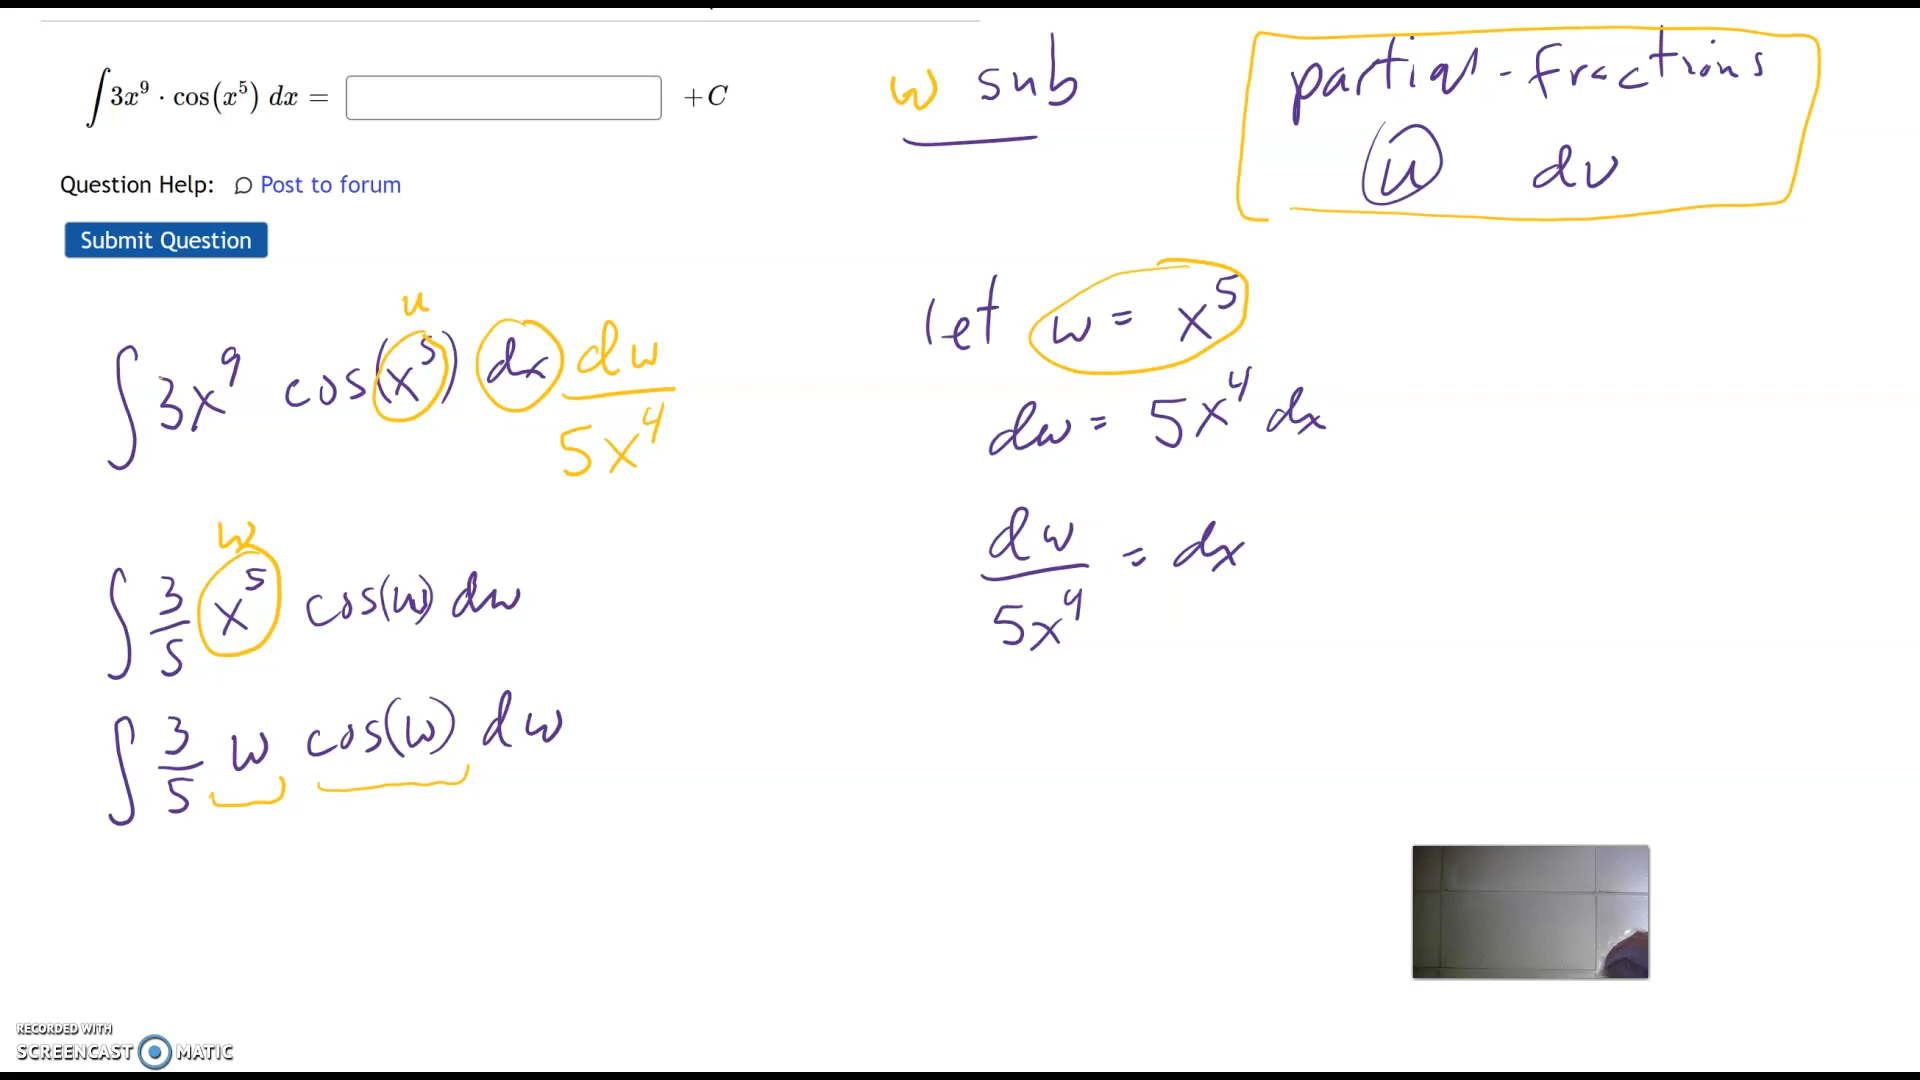 ∫ 3x⁹ · cos(x⁵) dx = + C
Question Help: Post to forum
Submit Question
w sub
partial - fractions
u dv
u
∫ 3x⁹ cos(x⁵) dx dw/5x⁴
let w = x⁵
dw = 5x⁴ dx
dw/5x⁴ = dx
w
∫ 3/5 x⁵ cos(w) dw
∫ 3/5 w cos(w) dw
RECORDED WITH
SCREENCAST MATIC